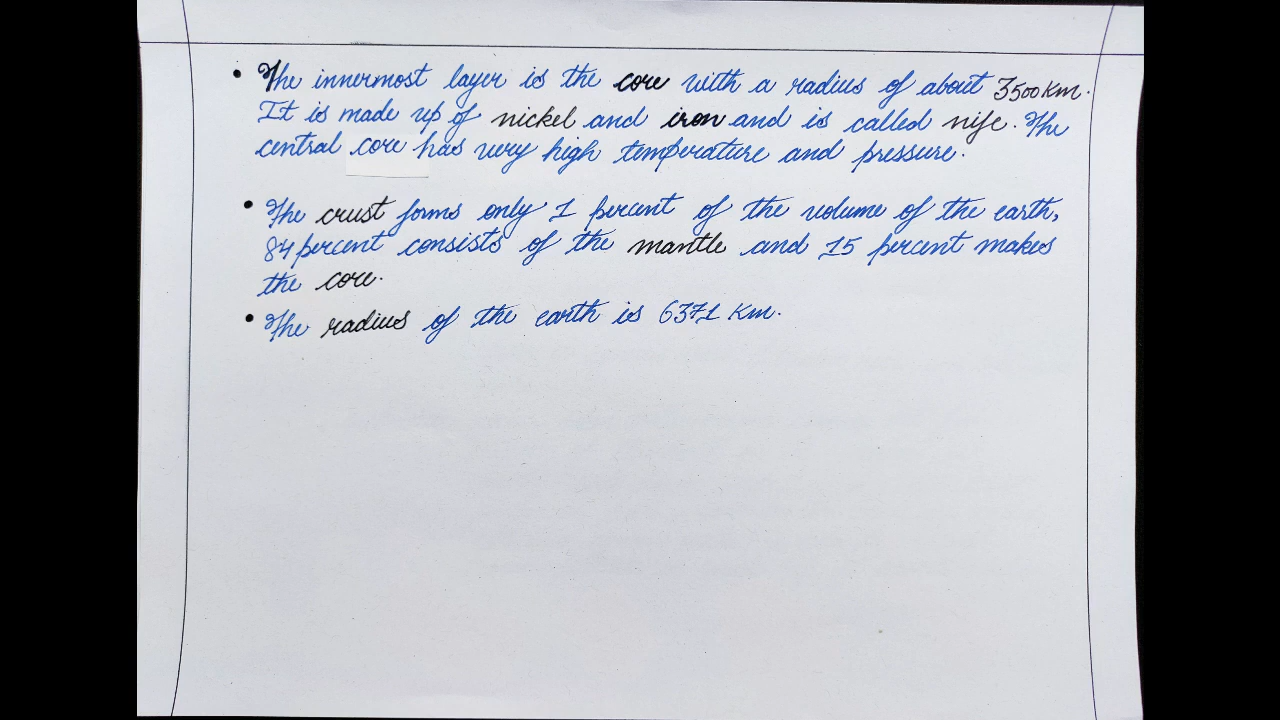 • The innermost layer is the core with a radius of about 3500 Km.
It is made up of nickel and iron and is called nife. The
central core has very high temperature and pressure.
• The crust forms only 1 percent of the volume of the earth,
84 percent consists of the mantle and 15 percent makes
the core.
• The radius of the earth is 6371 Km.